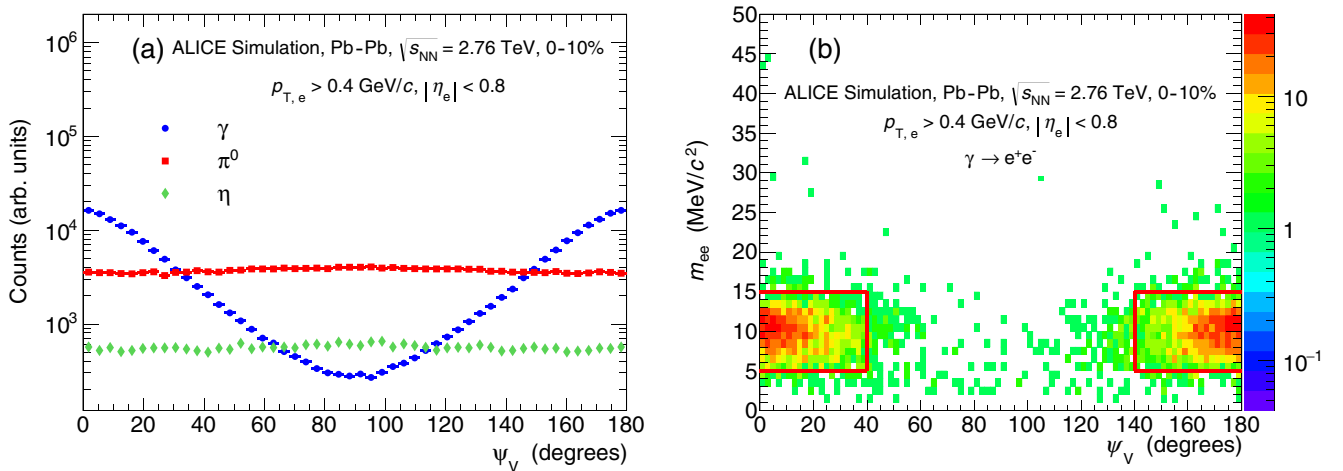 (a) ALICE Simulation, Pb-Pb, √sNN = 2.76 TeV, 0-10%
pT, e > 0.4 GeV/c, |ηe| < 0.8
γ
π⁰
η
Counts (arb. units)
10⁶
10⁵
10⁴
10³
0 20 40 60 80 100 120 140 160 180
ψV (degrees)
(b)
ALICE Simulation, Pb-Pb, √sNN = 2.76 TeV, 0-10%
pT, e > 0.4 GeV/c, |ηe| < 0.8
γ → e⁺e⁻
mee (MeV/c²)
50
45
40
35
30
25
20
15
10
5
0
0 20 40 60 80 100 120 140 160 180
ψV (degrees)
10
1
10⁻¹